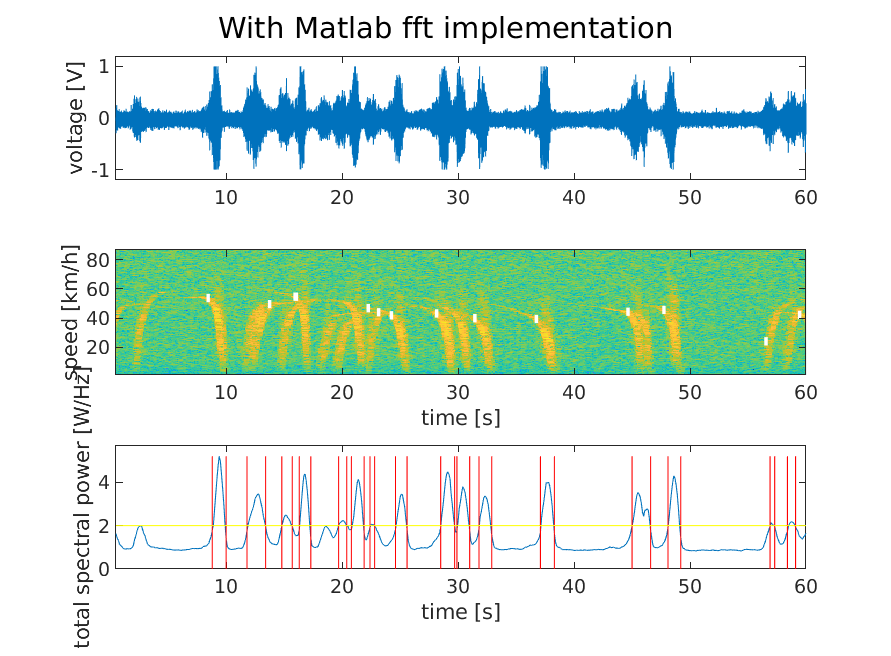 With Matlab fft implementation
voltage [V]
1
0
-1
10 20 30 40 50 60
speed [km/h]
80
60
40
20
10 20 30 40 50 60
time [s]
total spectral power [W/Hz]
4
2
0
10 20 30 40 50 60
time [s]